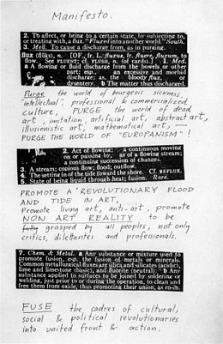 Manifesto.
2. To affect, or bring to a certain state, by subjecting to,
or treating with, a flux. "Fluxed into another world." South.
3. Med. To cause a discharge from, as in purging.
flux (flŭks), n. [OF., fr. L. fluxus, fr. fluere, fluxum, to
flow. See FLUENT; cf. FLUSH, n. (of cards).] 1. Med.
a A flowing or fluid discharge from the bowels or other
part; esp., an excessive and morbid
discharge; as, the bloody flux, or
dysentery. b The matter thus discharged.
Purge the world of bourgeois sickness,
"intellectual", professional & commercialized
culture, PURGE the world of dead
art, imitation, artificial art, abstract art,
illusionistic art, mathematical art, —
PURGE THE WORLD OF "EUROPANISM"!
2. Act of flowing: a continuous moving
on or passing by, as of a flowing stream;
a continuing succession of changes.
3. A stream; copious flow; flood; outflow.
4. The setting in of the tide toward the shore. Cf. REFLUX.
5. State of being liquid through heat; fusion. Rare.
PROMOTE A REVOLUTIONARY FLOOD
AND TIDE IN ART,
Promote living art, anti-art, promote
NON ART REALITY to be
grasped by all peoples, not only
critics, dilettantes and professionals.
7. Chem. & Metal. a Any substance or mixture used to
promote fusion, esp. the fusion of metals or minerals.
Common metallurgical fluxes are silica and silicates (acidic),
lime and limestone (basic), and fluorite (neutral). b Any
substance applied to surfaces to be joined by soldering or
welding, just prior to or during the operation, to clean and
free them from oxide, thus promoting their union, as rosin.
FUSE the cadres of cultural,
social & political revolutionaries
into united front & action.